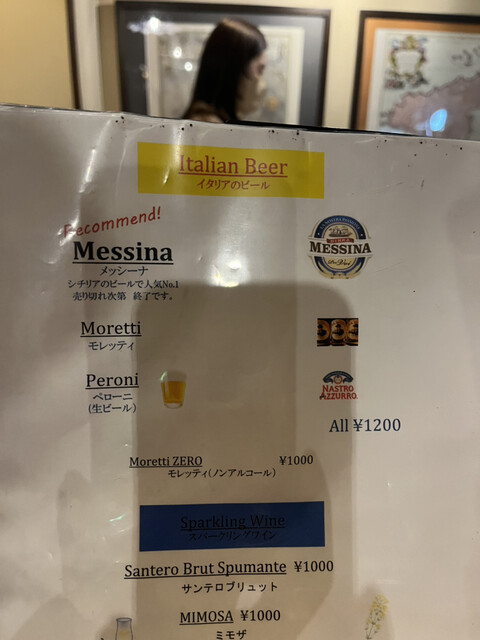 Italian Beer
イタリアのビール
Recommend!
Messina
メッシーナ
シチリアのビールで人気No.1
売り切れ次第 終了です。
BIRRA
MESSINA
Moretti
モレッティ
Peroni
ペローニ
(生ビール)
NASTRO
AZZURRO
All ¥1200
Moretti ZERO ¥1000
モレッティ(ノンアルコール)
Sparkling Wine
スパークリングワイン
Santero Brut Spumante ¥1000
サンテロブリュット
MIMOSA ¥1000
ミモザ